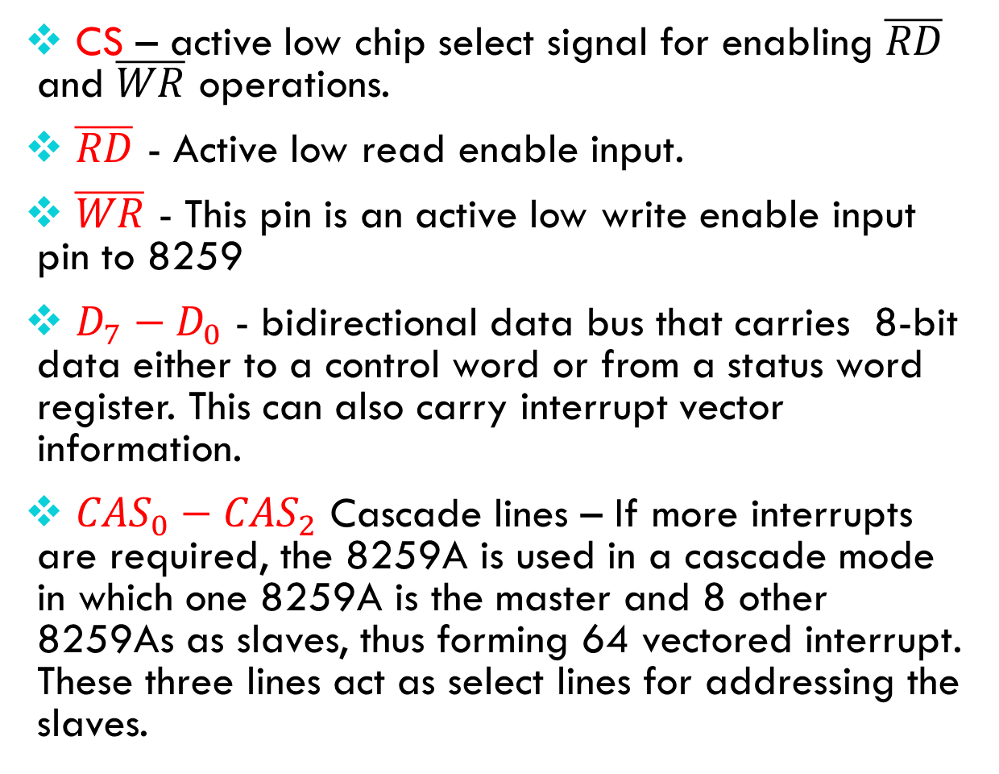 ❖ CS – active low chip select signal for enabling $\overline{RD}$
and $\overline{WR}$ operations.
❖ $\overline{RD}$ - Active low read enable input.
❖ $\overline{WR}$ - This pin is an active low write enable input
pin to 8259
❖ $D_7 - D_0$ - bidirectional data bus that carries 8-bit
data either to a control word or from a status word
register. This can also carry interrupt vector
information.
❖ $CAS_0 - CAS_2$ Cascade lines – If more interrupts
are required, the 8259A is used in a cascade mode
in which one 8259A is the master and 8 other
8259As as slaves, thus forming 64 vectored interrupt.
These three lines act as select lines for addressing the
slaves.